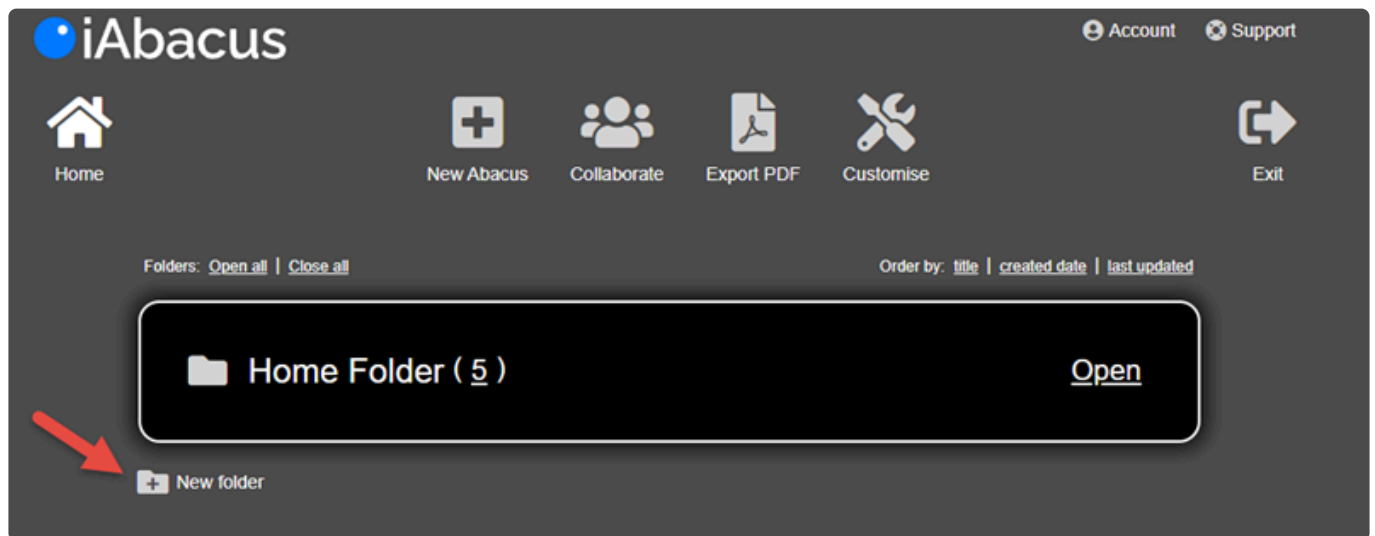 iAbacus
Account Support
Home
New Abacus Collaborate Export PDF Customise
Exit
Folders: Open all | Close all
Order by: title | created date | last updated
Home Folder ( 5 )
Open
New folder